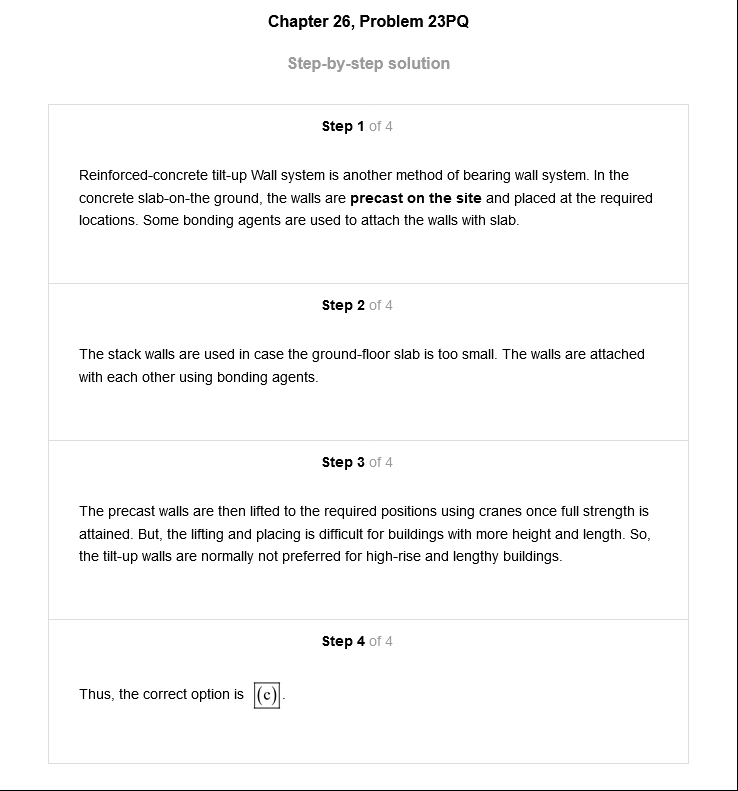 Chapter 26, Problem 23PQ
Step-by-step solution
Step 1 of 4
Reinforced-concrete tilt-up Wall system is another method of bearing wall system. In the
concrete slab-on-the ground, the walls are precast on the site and placed at the required
locations. Some bonding agents are used to attach the walls with slab.
Step 2 of 4
The stack walls are used in case the ground-floor slab is too small. The walls are attached
with each other using bonding agents.
Step 3 of 4
The precast walls are then lifted to the required positions using cranes once full strength is
attained. But, the lifting and placing is difficult for buildings with more height and length. So,
the tilt-up walls are normally not preferred for high-rise and lengthy buildings.
Step 4 of 4
Thus, the correct option is (c).